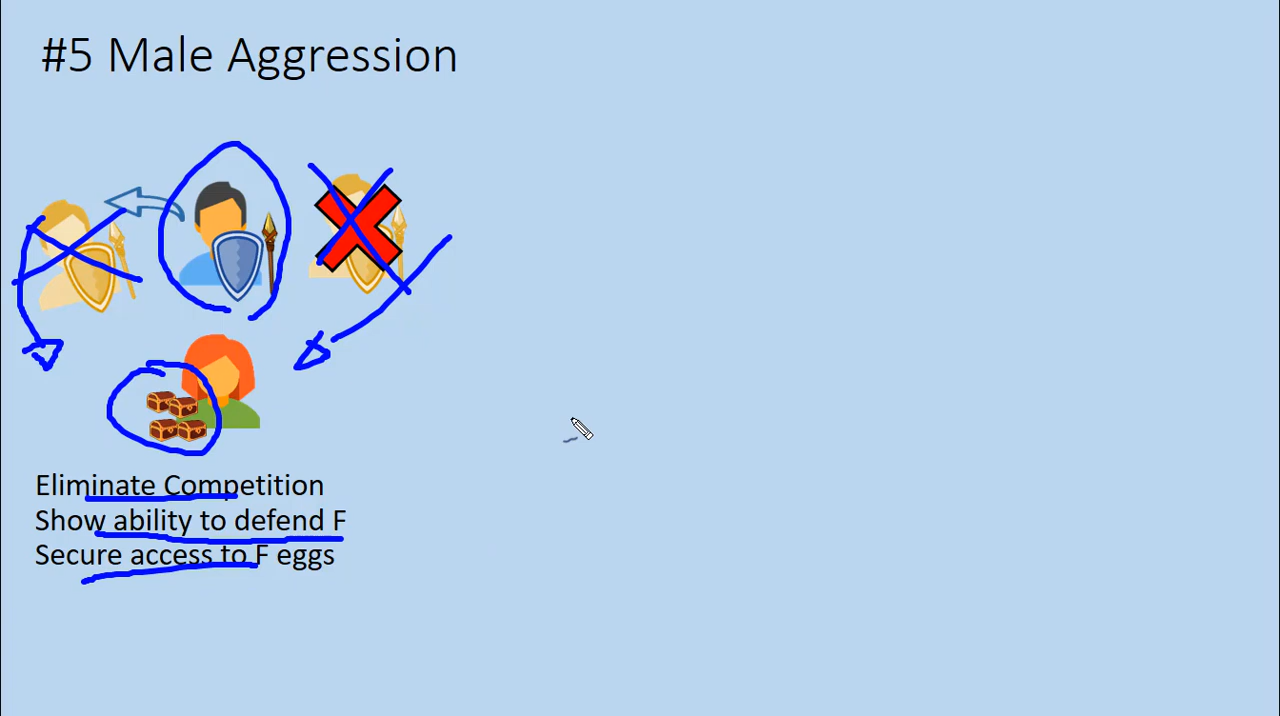 #5 Male Aggression
Eliminate Competition
Show ability to defend F
Secure access to F eggs